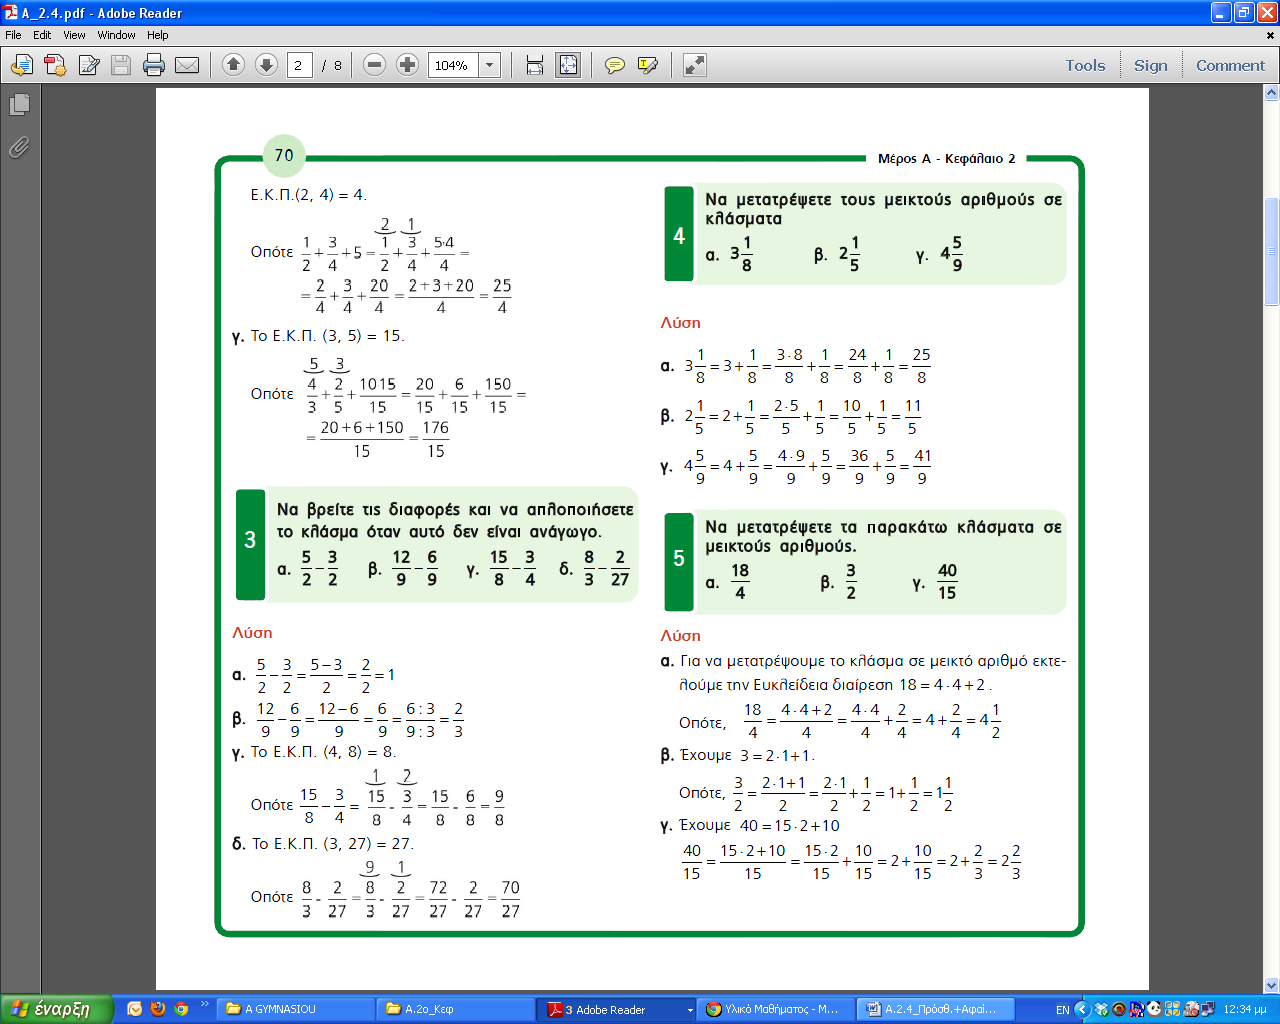 A_2.4.pdf - Adobe Reader
File Edit View Window Help
2 / 8 104% Tools Sign Comment
70
Μέρος Α - Κεφάλαιο 2
Ε.Κ.Π.(2, 4) = 4.
2 1
Οπότε 1/2 + 3/4 + 5 = 1/2 + 3/4 + 5·4/4 =
= 2/4 + 3/4 + 20/4 = 2+3+20/4 = 25/4
γ. Το Ε.Κ.Π. (3, 5) = 15.
5 3
Οπότε 4/3 + 2/5 + 1015/15 = 20/15 + 6/15 + 150/15 =
= 20+6+150/15 = 176/15
3
Να βρείτε τις διαφορές και να απλοποιήσετε
το κλάσμα όταν αυτό δεν είναι ανάγωγο.
α. 5/2 − 3/2 β. 12/9 − 6/9 γ. 15/8 − 3/4 δ. 8/3 − 2/27
Λύση
α. 5/2 − 3/2 = 5−3/2 = 2/2 = 1
β. 12/9 − 6/9 = 12−6/9 = 6/9 = 6:3/9:3 = 2/3
γ. Το Ε.Κ.Π. (4, 8) = 8.
1 2
Οπότε 15/8 − 3/4 = 15/8 - 3/4 = 15/8 - 6/8 = 9/8
δ. Το Ε.Κ.Π. (3, 27) = 27.
9 1
Οπότε 8/3 - 2/27 = 8/3 - 2/27 = 72/27 - 2/27 = 70/27
4
Να μετατρέψετε τους μεικτούς αριθμούς σε
κλάσματα
α. 3 1/8 β. 2 1/5 γ. 4 5/9
Λύση
α. 3 1/8 = 3 + 1/8 = 3·8/8 + 1/8 = 24/8 + 1/8 = 25/8
β. 2 1/5 = 2 + 1/5 = 2·5/5 + 1/5 = 10/5 + 1/5 = 11/5
γ. 4 5/9 = 4 + 5/9 = 4·9/9 + 5/9 = 36/9 + 5/9 = 41/9
5
Να μετατρέψετε τα παρακάτω κλάσματα σε
μεικτούς αριθμούς.
α. 18/4 β. 3/2 γ. 40/15
Λύση
α. Για να μετατρέψουμε το κλάσμα σε μεικτό αριθμό εκτε-
λούμε την Ευκλείδεια διαίρεση 18 = 4·4+2 .
Οπότε, 18/4 = 4·4+2/4 = 4·4/4 + 2/4 = 4 + 2/4 = 4 1/2
β. Έχουμε 3 = 2·1+1.
Οπότε, 3/2 = 2·1+1/2 = 2·1/2 + 1/2 = 1 + 1/2 = 1 1/2
γ. Έχουμε 40 = 15·2+10
40/15 = 15·2+10/15 = 15·2/15 + 10/15 = 2 + 10/15 = 2 + 2/3 = 2 2/3
έναρξη » A GYMNASIOU Α.2ο_Κεφ 3 Adobe Reader Υλικό Μαθήματος - M... A.2.4_Πρόσθ.+Αφαί... EN 12:34 μμ